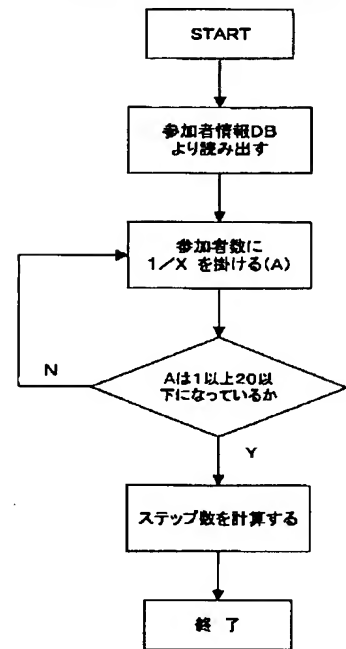 START
参加者情報DB
より読み出す
参加者数に
1/X を掛ける(A)
Aは1以上20以
下になっているか
N
Y
ステップ数を計算する
終 了